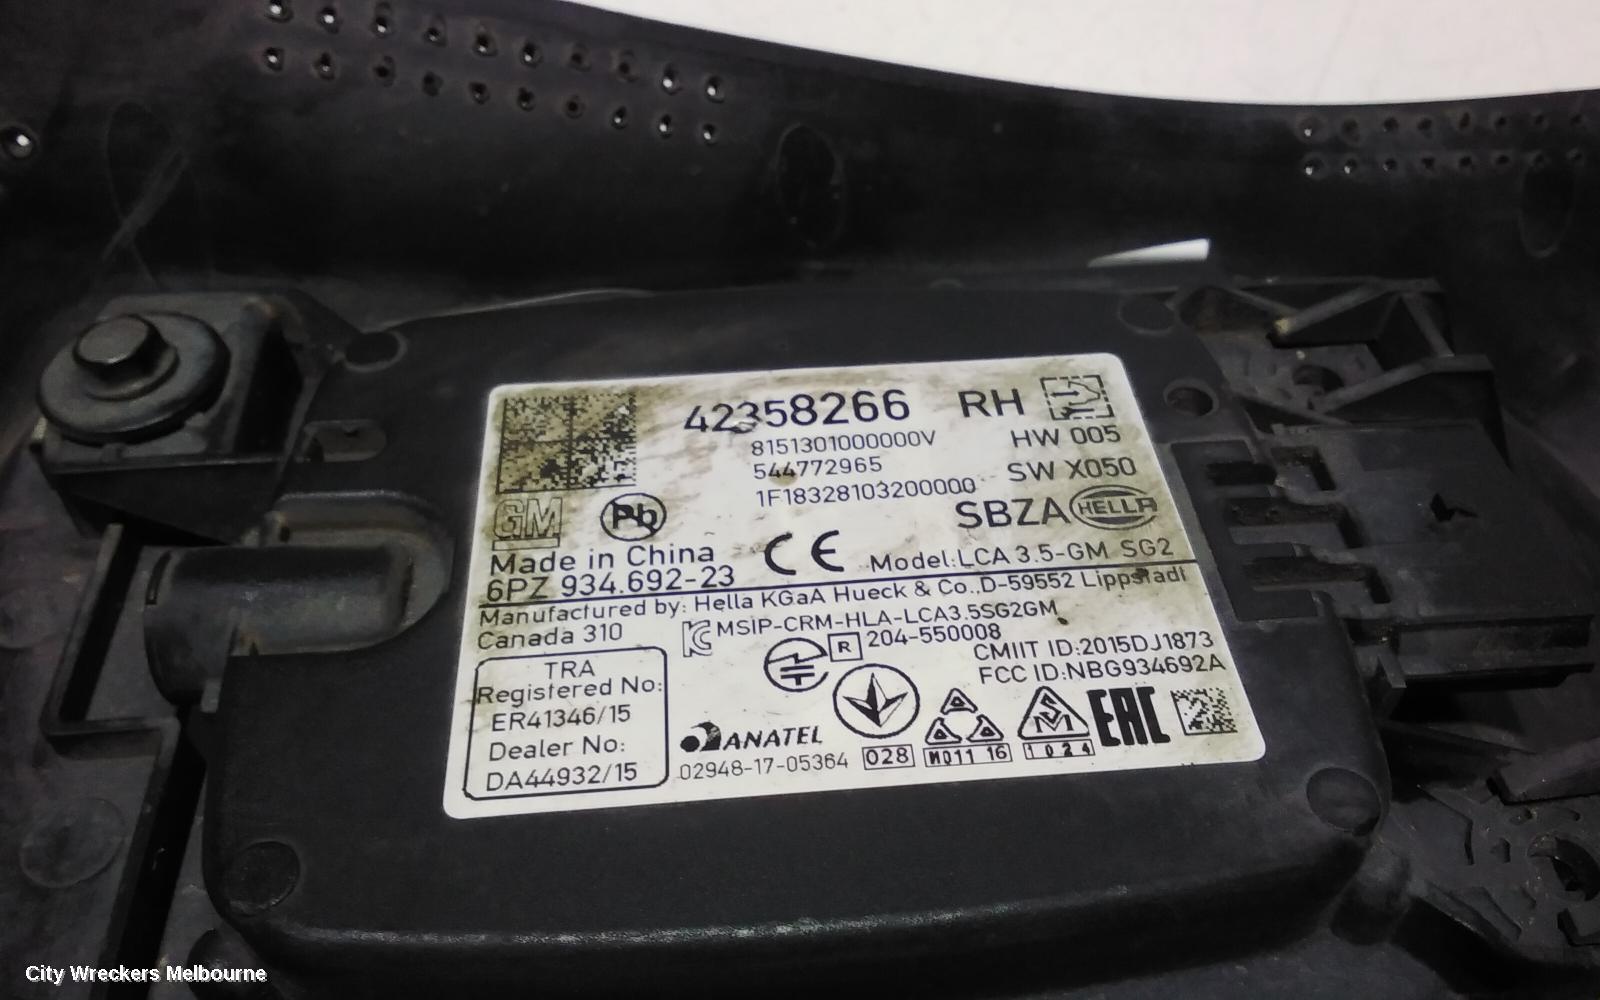 42358266 RH
8151301000000V HW 005
544772965 SW X050
1F18328103200000
GM Pb SBZA HELLA
Made in China CE Model:LCA 3.5-GM SG2
6PZ 934.692-23
Manufactured by: Hella KGaA Hueck & Co.,D-59552 Lippstadt
Canada 310 MSIP-CRM-HLA-LCA3.5SG2GM
R 204-550008
CMIIT ID:2015DJ1873
FCC ID:NBG934692A
TRA
Registered No:
ER41346/15
Dealer No:
DA44932/15
ANATEL
02948-17-05364 028 M011 16 1024 EAC
City Wreckers Melbourne